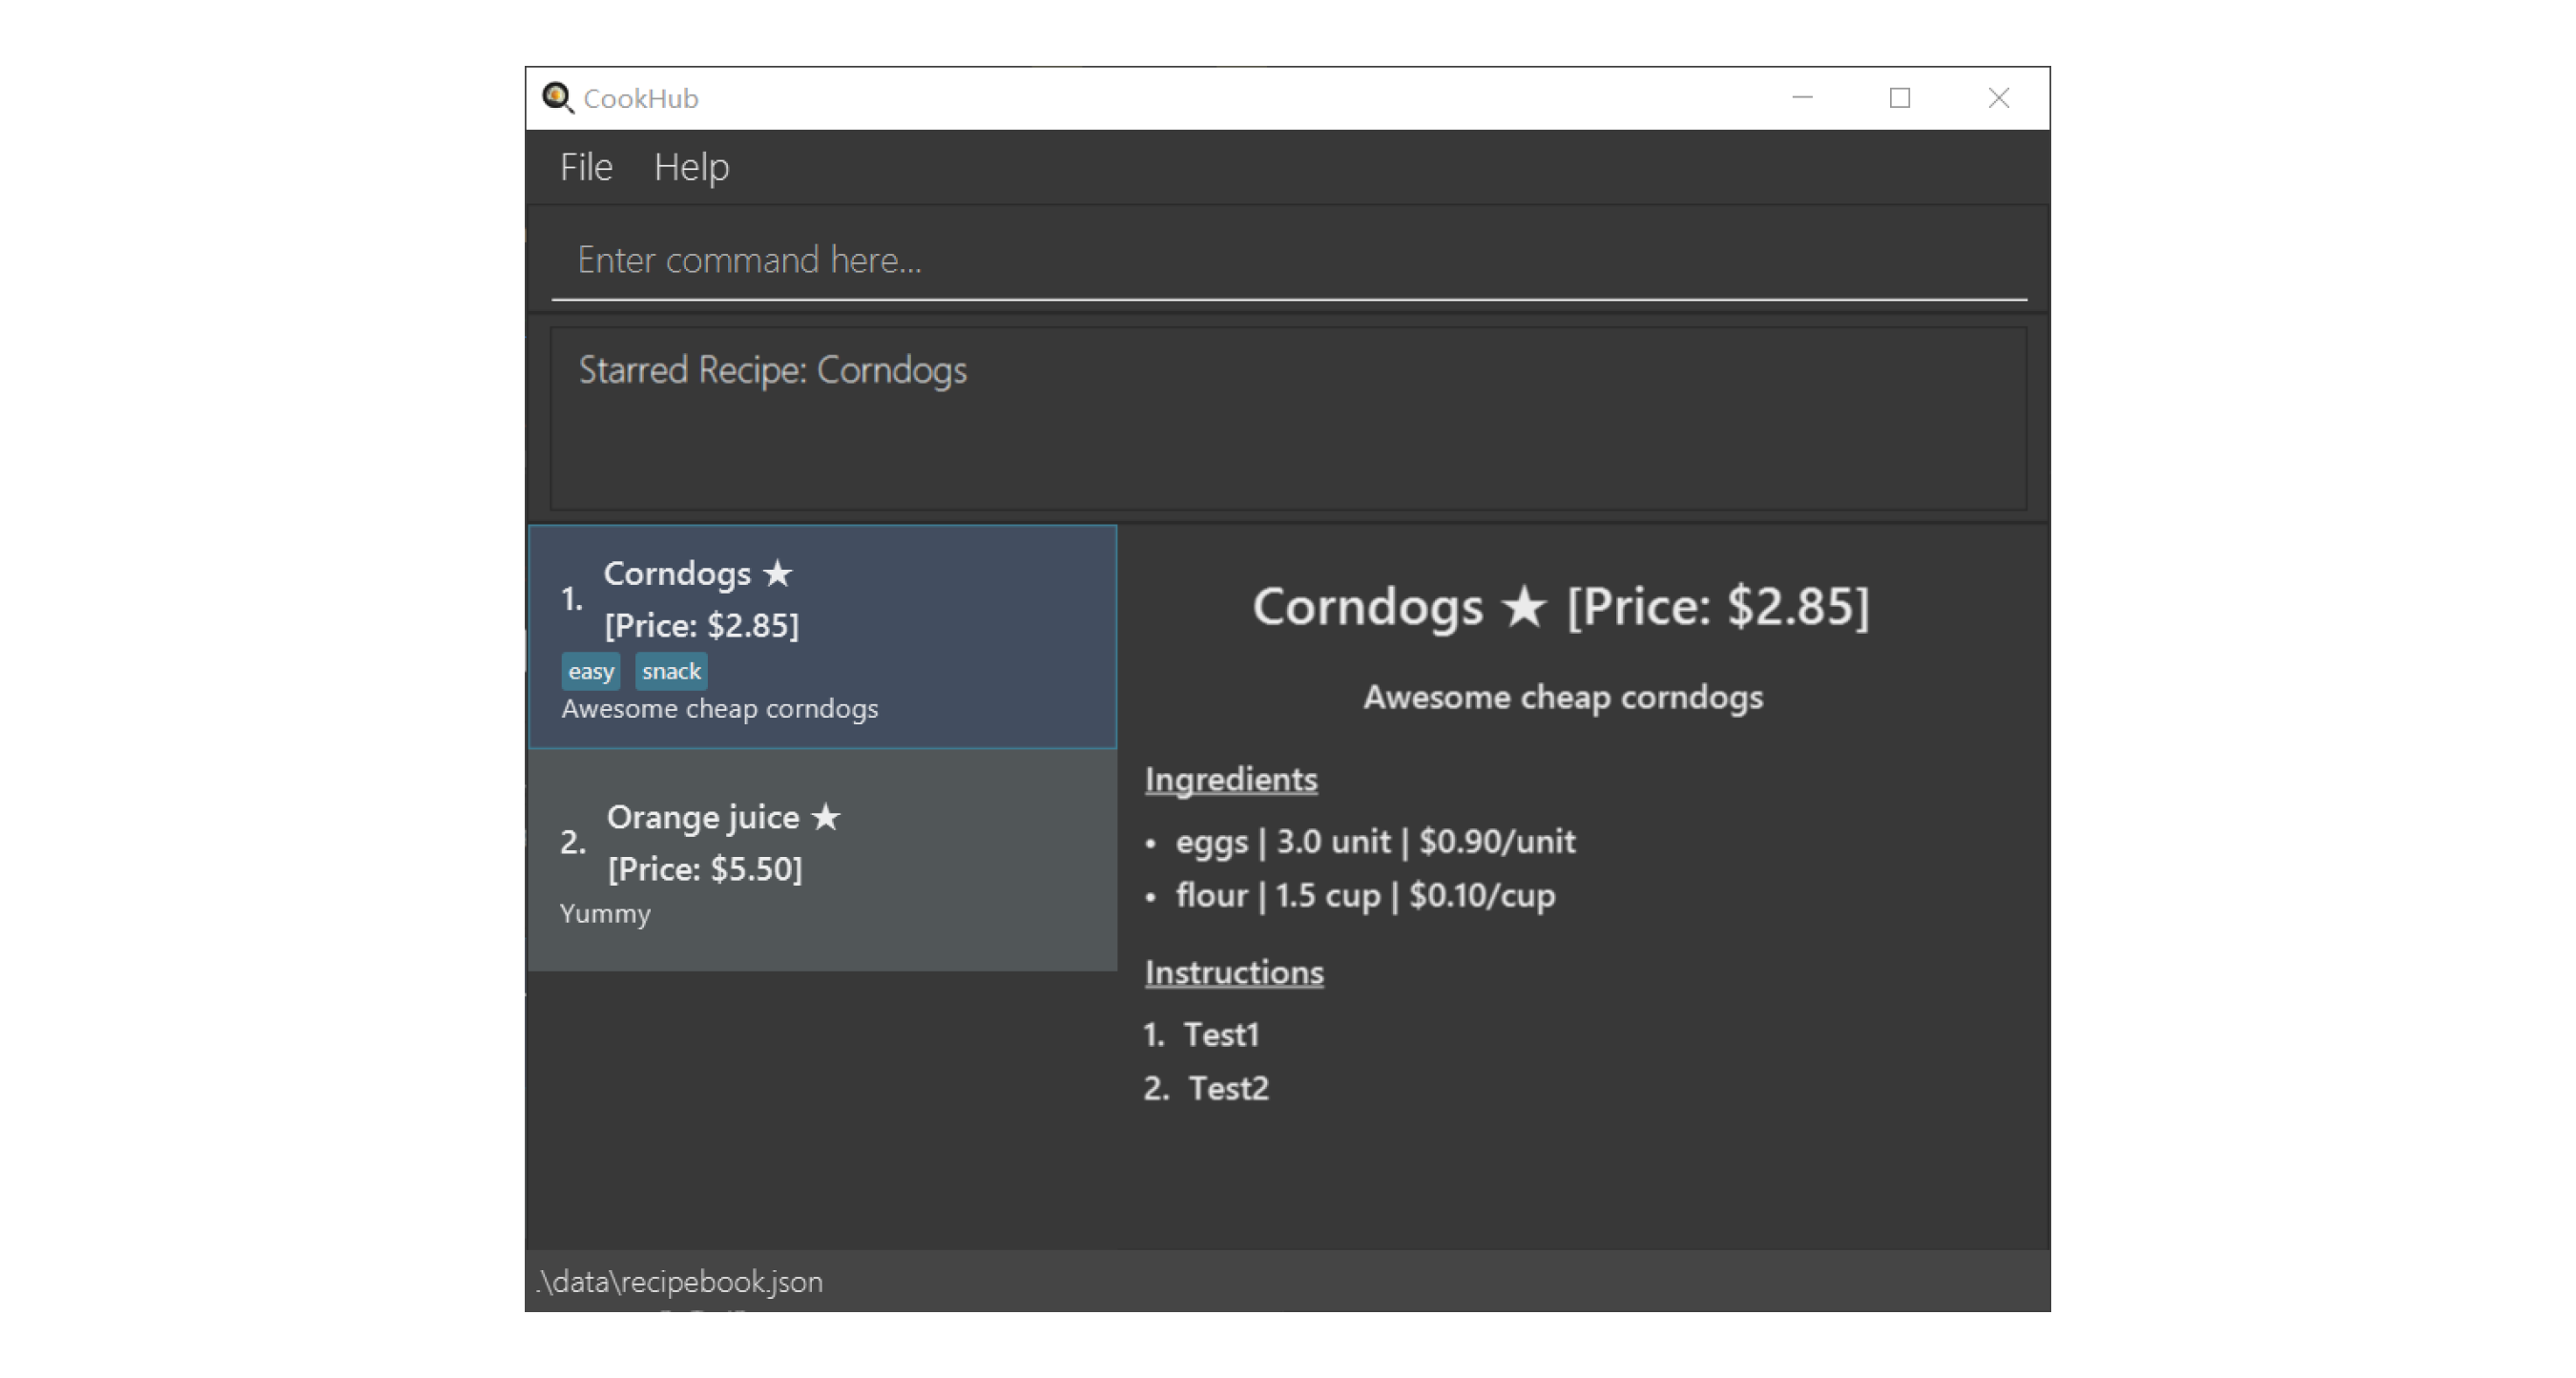 CookHub
File Help
Enter command here...
Starred Recipe: Corndogs
1. Corndogs ★
[Price: $2.85]
easy snack
Awesome cheap corndogs
2. Orange juice ★
[Price: $5.50]
Yummy
Corndogs ★ [Price: $2.85]
Awesome cheap corndogs
Ingredients
• eggs | 3.0 unit | $0.90/unit
• flour | 1.5 cup | $0.10/cup
Instructions
1. Test1
2. Test2
.\data\recipebook.json